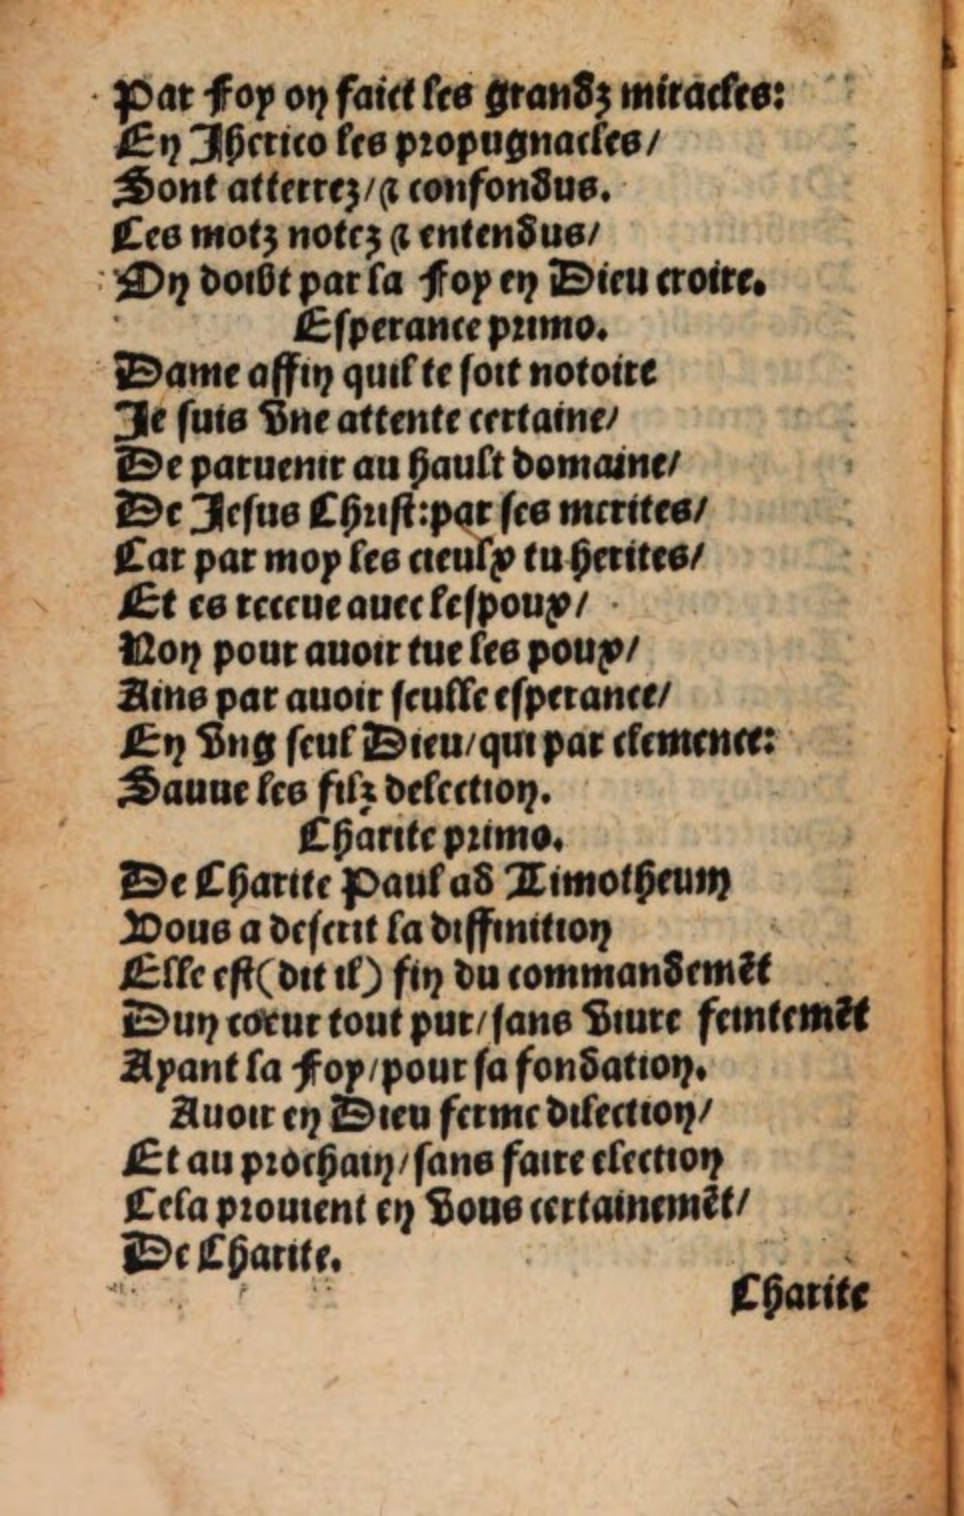 Par Foy on faict les grandz miracles:
En Jherico les propugnacles/
Sont atterrez/⁊ confondus.
Ces motz notez ⁊ entendus/
On doibt par la Foy en Dieu croire.
Esperance primo.
Dame affin quil te soit notoire
Je suis vne attente certaine/
De paruenir au hault domaine/
De Jesus Christ:par ses merites/
Car par moy les cieulx tu herites/
Et es receue auec lespoux/
Non pour auoir tue les poux/
Ains par auoir seulle esperance/
En vng seul Dieu/qui par clemence:
Sauue les filz delection.
Charite primo.
De Charite Paul ad Timotheum
Vous a descrit la diffinition
Elle est(dit il) fin du commandemēt
Dun coeur tout pur/sans viure feintemēt
Ayant la Foy/pour sa fondation.
Auoir en Dieu ferme dilection/
Et au prochain/sans faire election
Cela prouient en vous certainemēt/
De Charite.
Charite